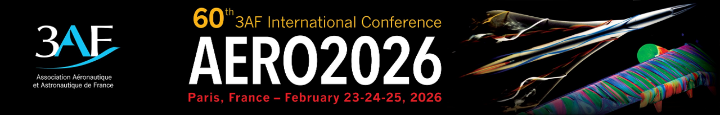 3AF
Association Aéronautique
et Astronautique de France
60th 3AF International Conference
AERO2026
Paris, France – February 23-24-25, 2026